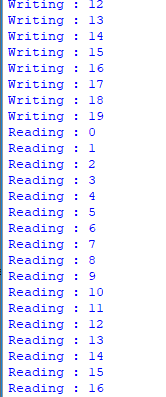 Writing : 12
Writing : 13
Writing : 14
Writing : 15
Writing : 16
Writing : 17
Writing : 18
Writing : 19
Reading : 0
Reading : 1
Reading : 2
Reading : 3
Reading : 4
Reading : 5
Reading : 6
Reading : 7
Reading : 8
Reading : 9
Reading : 10
Reading : 11
Reading : 12
Reading : 13
Reading : 14
Reading : 15
Reading : 16